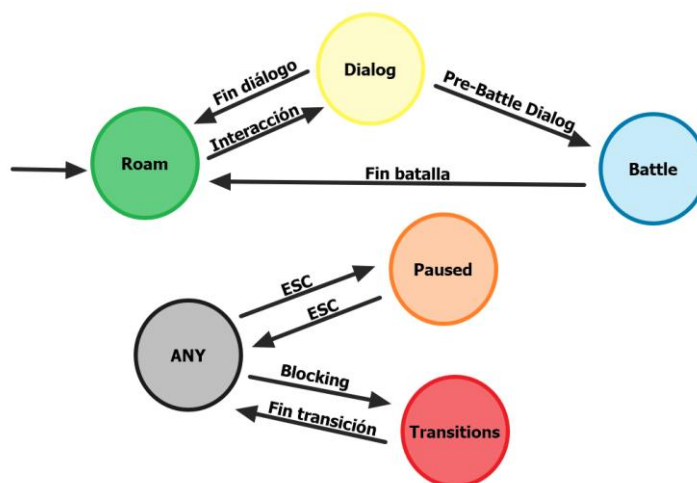 Dialog
Fin diálogo
Pre-Battle Dialog
Interacción
Roam
Battle
Fin batalla
Paused
ESC
ESC
ANY
Blocking
Fin transición
Transitions